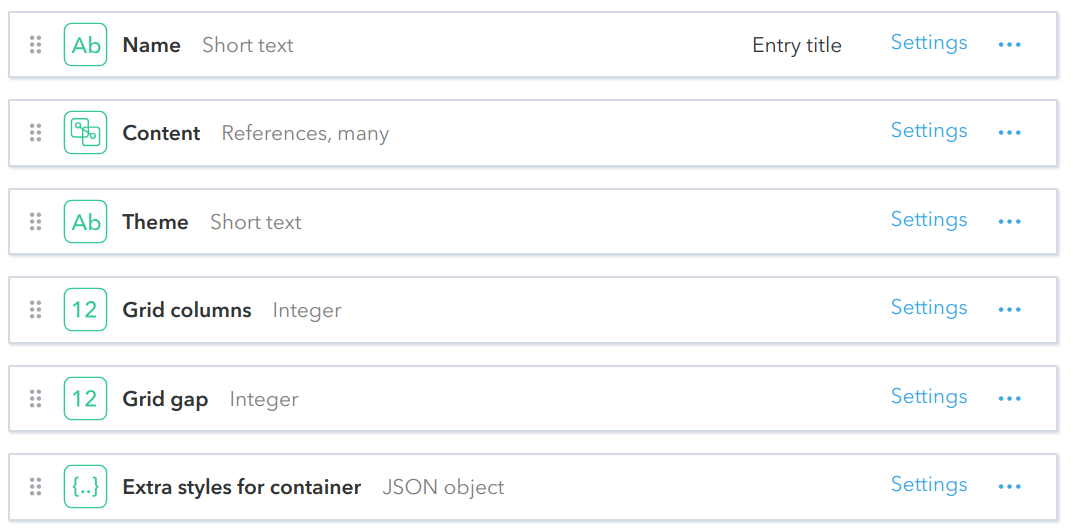 Ab Name Short text Entry title Settings ...
Content References, many Settings ...
Ab Theme Short text Settings ...
12 Grid columns Integer Settings ...
12 Grid gap Integer Settings ...
{..} Extra styles for container JSON object Settings ...